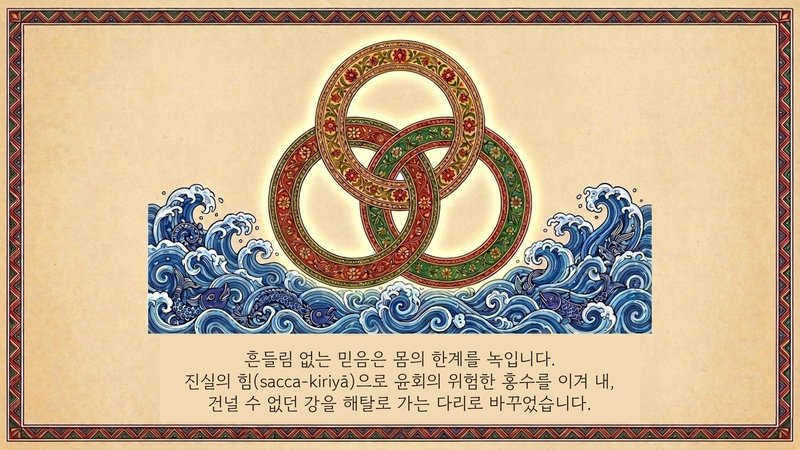 흔들림 없는 믿음은 몸의 한계를 녹입니다.
진실의 힘(sacca-kiriyā)으로 윤회의 위험한 홍수를 이겨 내,
건널 수 없던 강을 해탈로 가는 다리로 바꾸었습니다.